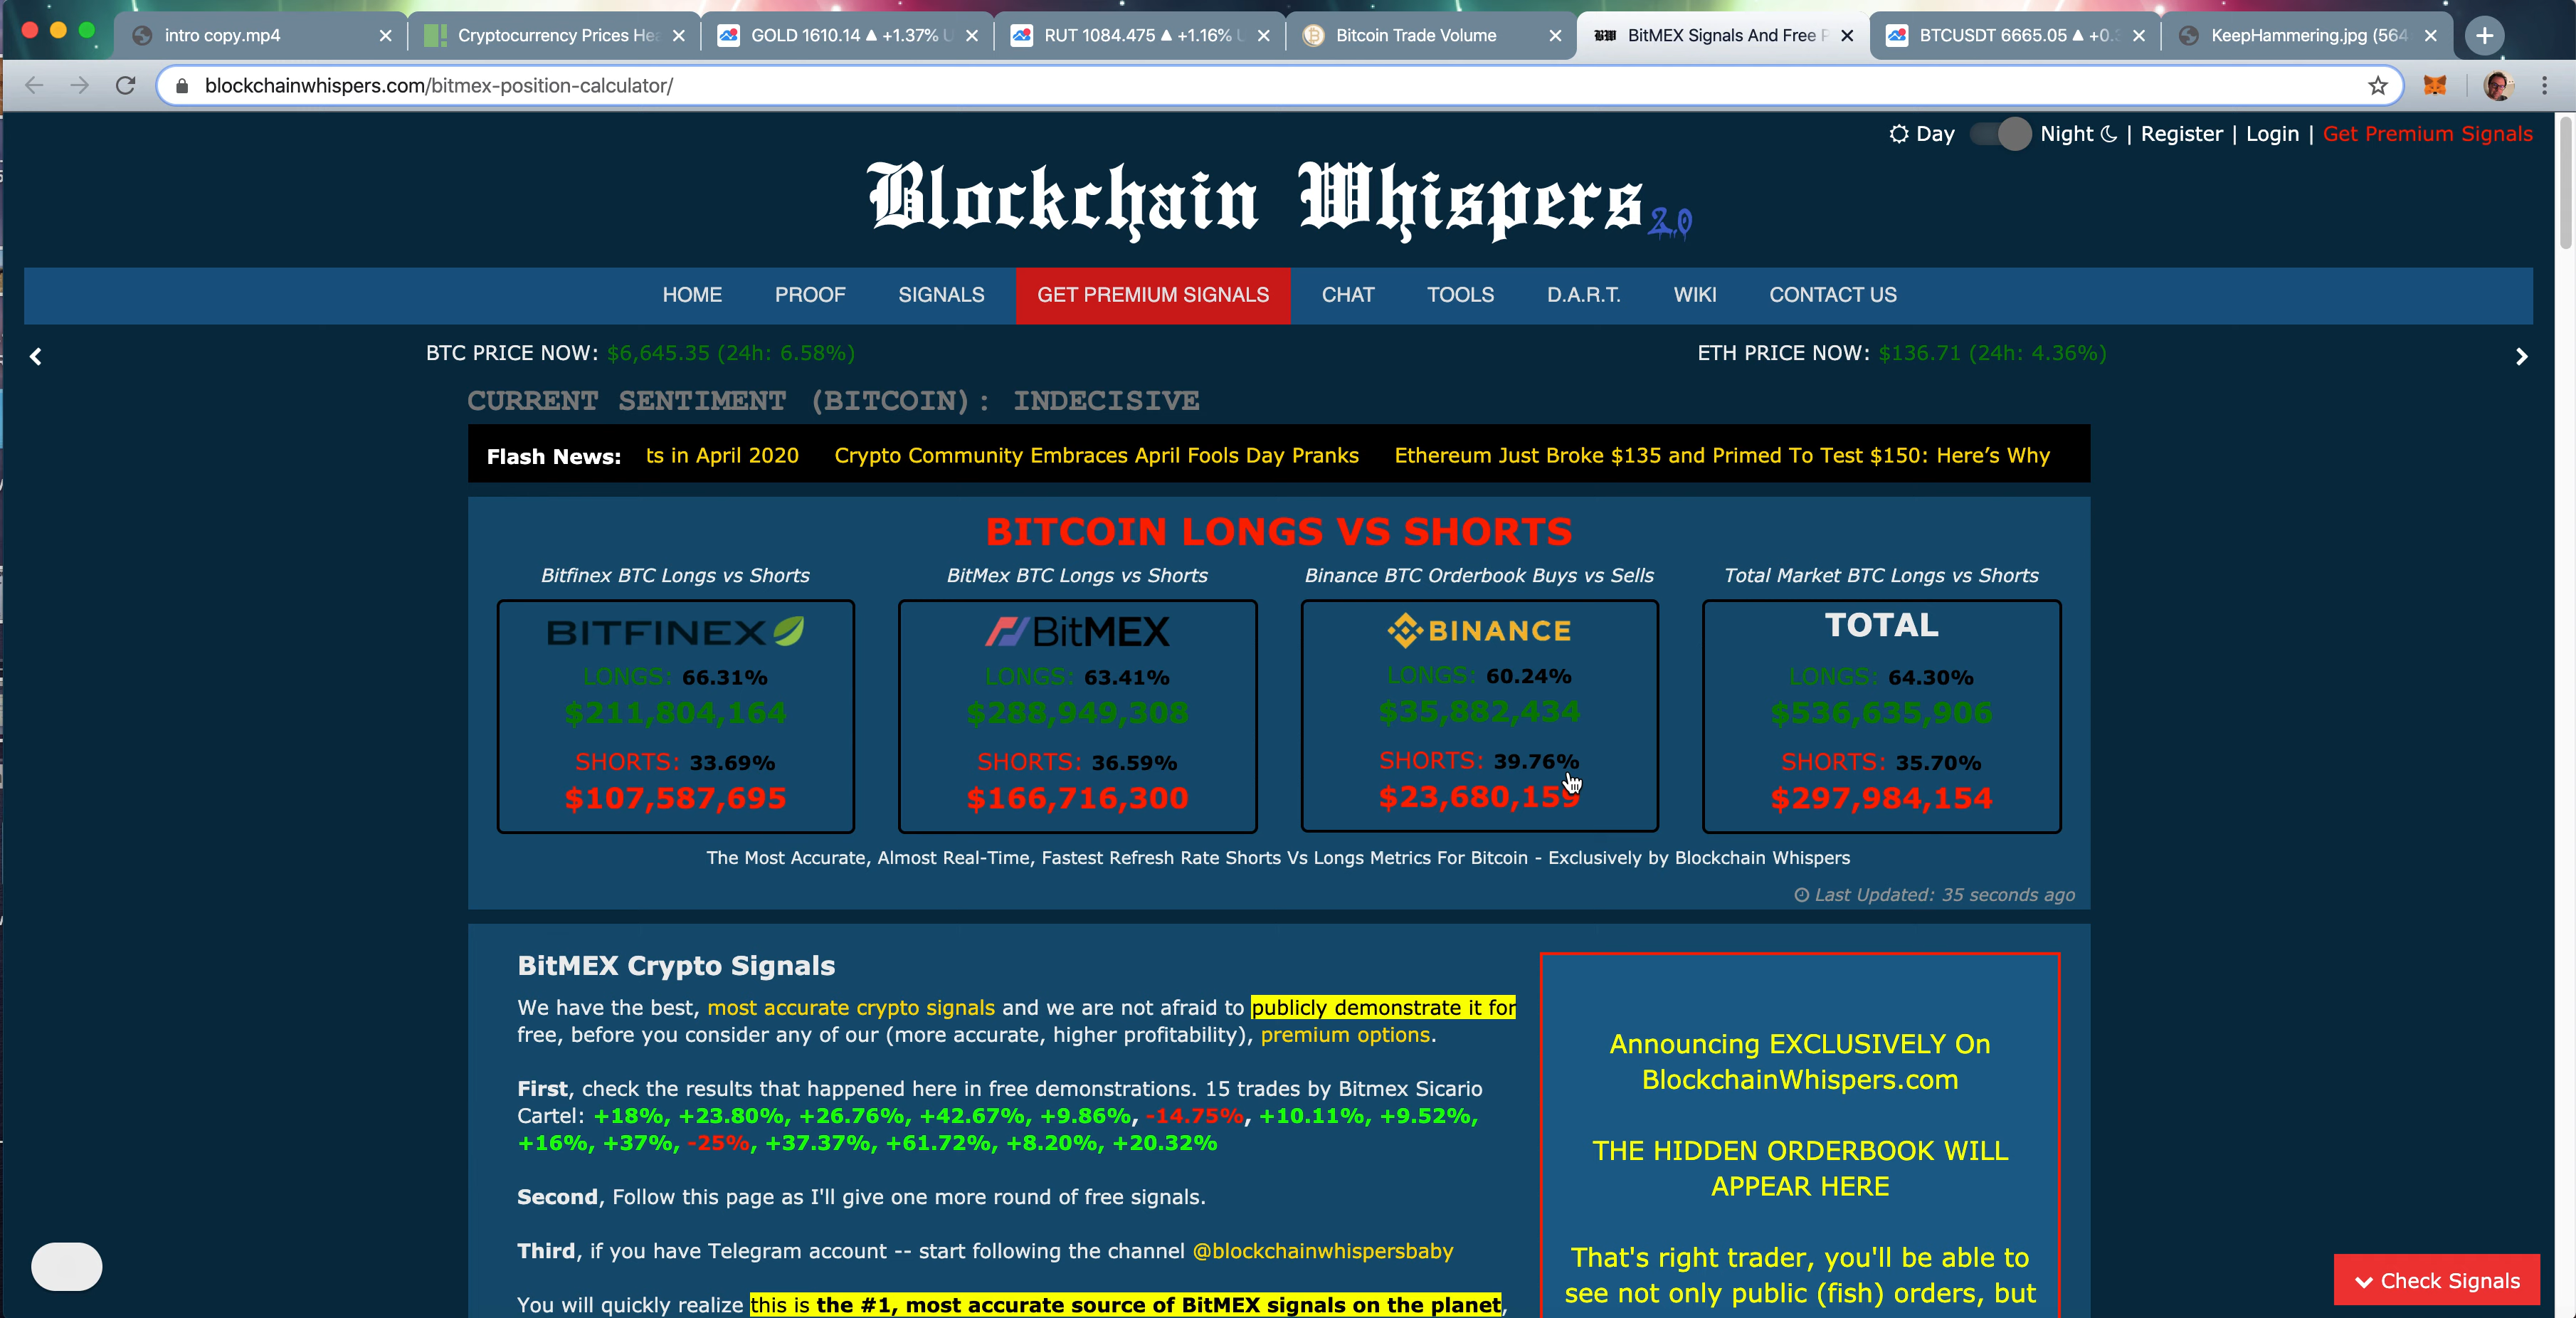 intro copy.mp4
Cryptocurrency Prices Hea
GOLD 1610.14 ▲ +1.37% U
RUT 1084.475 ▲ +1.16% U
Bitcoin Trade Volume
BitMEX Signals And Free P
BTCUSDT 6665.05 ▲ +0.3
KeepHammering.jpg (564
blockchainwhispers.com/bitmex-position-calculator/
Day Night | Register | Login | Get Premium Signals
Blockchain Whispers 2.0
HOME PROOF SIGNALS GET PREMIUM SIGNALS CHAT TOOLS D.A.R.T. WIKI CONTACT US
BTC PRICE NOW: $6,645.35 (24h: 6.58%) ETH PRICE NOW: $136.71 (24h: 4.36%)
CURRENT SENTIMENT (BITCOIN): INDECISIVE
Flash News: ts in April 2020 Crypto Community Embraces April Fools Day Pranks Ethereum Just Broke $135 and Primed To Test $150: Here's Why
BITCOIN LONGS VS SHORTS
Bitfinex BTC Longs vs Shorts
BITFINEX
LONGS: 66.31%
$211,804,164
SHORTS: 33.69%
$107,587,695
BitMex BTC Longs vs Shorts
BitMEX
LONGS: 63.41%
$288,949,308
SHORTS: 36.59%
$166,716,300
Binance BTC Orderbook Buys vs Sells
BINANCE
LONGS: 60.24%
$35,882,434
SHORTS: 39.76%
$23,680,159
Total Market BTC Longs vs Shorts
TOTAL
LONGS: 64.30%
$536,635,906
SHORTS: 35.70%
$297,984,154
The Most Accurate, Almost Real-Time, Fastest Refresh Rate Shorts Vs Longs Metrics For Bitcoin - Exclusively by Blockchain Whispers
Last Updated: 35 seconds ago
BitMEX Crypto Signals
We have the best, most accurate crypto signals and we are not afraid to publicly demonstrate it for
free, before you consider any of our (more accurate, higher profitability), premium options.
First, check the results that happened here in free demonstrations. 15 trades by Bitmex Sicario
Cartel: +18%, +23.80%, +26.76%, +42.67%, +9.86%, -14.75%, +10.11%, +9.52%,
+16%, +37%, -25%, +37.37%, +61.72%, +8.20%, +20.32%
Second, Follow this page as I'll give one more round of free signals.
Third, if you have Telegram account -- start following the channel @blockchainwhispersbaby
You will quickly realize this is the #1, most accurate source of BitMEX signals on the planet,
Announcing EXCLUSIVELY On
BlockchainWhispers.com
THE HIDDEN ORDERBOOK WILL
APPEAR HERE
That's right trader, you'll be able to
see not only public (fish) orders, but
Check Signals